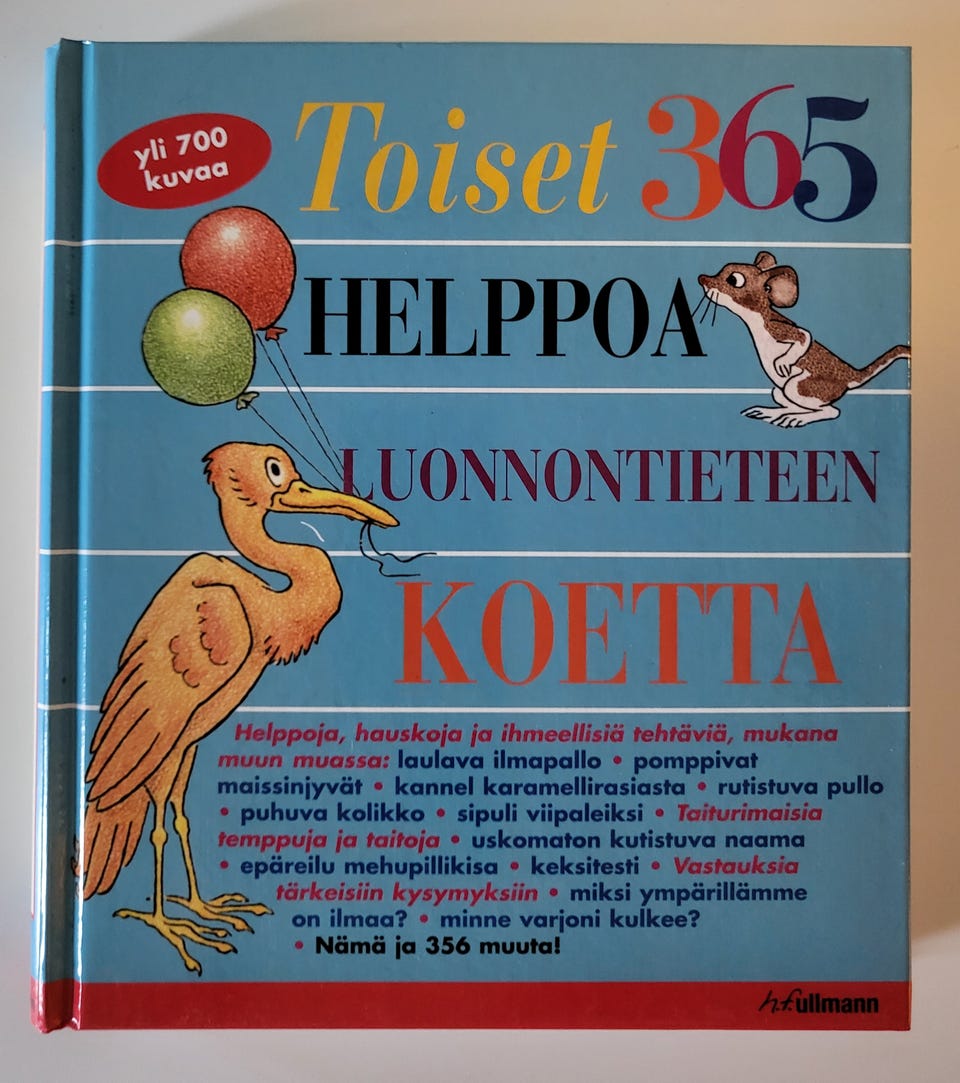 yli 700
kuvaa
Toiset 365
HELPPOA
LUONNONTIETEEN
KOETTA
Helppoja, hauskoja ja ihmeellisiä tehtäviä, mukana
muun muassa: laulava ilmapallo • pomppivat
maissinjyvät • kannel karamellirasiasta • rutistuva pullo
• puhuva kolikko • sipuli viipaleiksi • Taiturimaisia
temppuja ja taitoja • uskomaton kutistuva naama
• epäreilu mehupillikisa • keksitesti • Vastauksia
tärkeisiin kysymyksiin • miksi ympärillämme
on ilmaa? • minne varjoni kulkee?
• Nämä ja 356 muuta!
h.f.ullmann